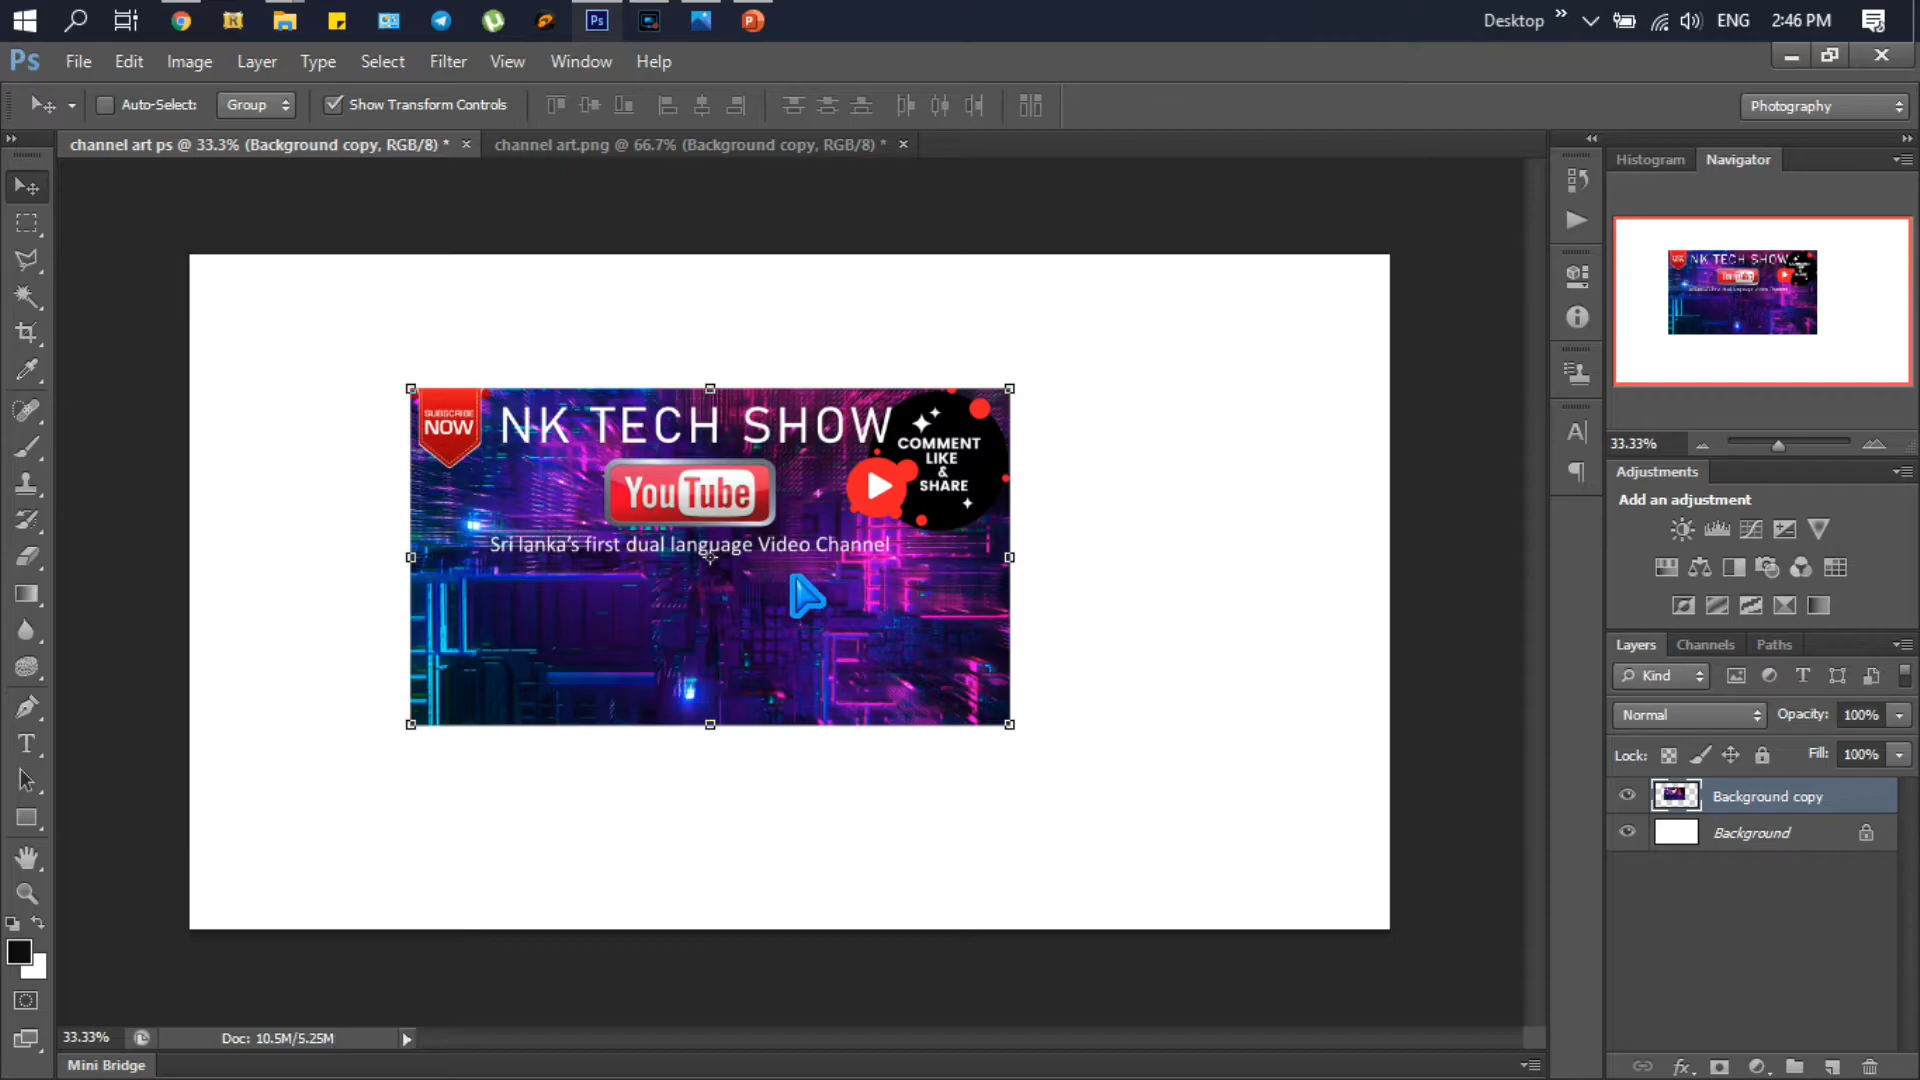 Desktop » ENG 2:46 PM
Ps File Edit Image Layer Type Select Filter View Window Help
Auto-Select: Group Show Transform Controls Photography
channel art ps @ 33.3% (Background copy, RGB/8) * × channel art.png @ 66.7% (Background copy, RGB/8) * ×
Histogram Navigator
SUBSCRIBE
NOW
NK TECH SHOW
COMMENT
LIKE
&
SHARE
YouTube
Sri lanka's first dual language Video Channel
33.33%
Adjustments
Add an adjustment
Layers Channels Paths
Kind
Normal Opacity: 100%
Lock: Fill: 100%
Background copy
Background
33.33% Doc: 10.5M/5.25M
Mini Bridge